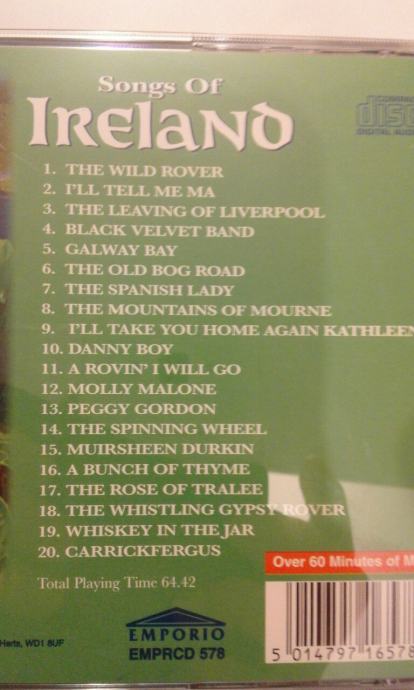 Songs Of
IRELAND
DIGITAL AUDIO
1. THE WILD ROVER
2. I'LL TELL ME MA
3. THE LEAVING OF LIVERPOOL
4. BLACK VELVET BAND
5. GALWAY BAY
6. THE OLD BOG ROAD
7. THE SPANISH LADY
8. THE MOUNTAINS OF MOURNE
9. I'LL TAKE YOU HOME AGAIN KATHLEEN
10. DANNY BOY
11. A ROVIN' I WILL GO
12. MOLLY MALONE
13. PEGGY GORDON
14. THE SPINNING WHEEL
15. MUIRSHEEN DURKIN
16. A BUNCH OF THYME
17. THE ROSE OF TRALEE
18. THE WHISTLING GYPSY ROVER
19. WHISKEY IN THE JAR
20. CARRICKFERGUS
Over 60 Minutes of
Total Playing Time 64.42
EMPORIO
EMPRCD 578
Herts, WD1 8UF
5 014797 16578